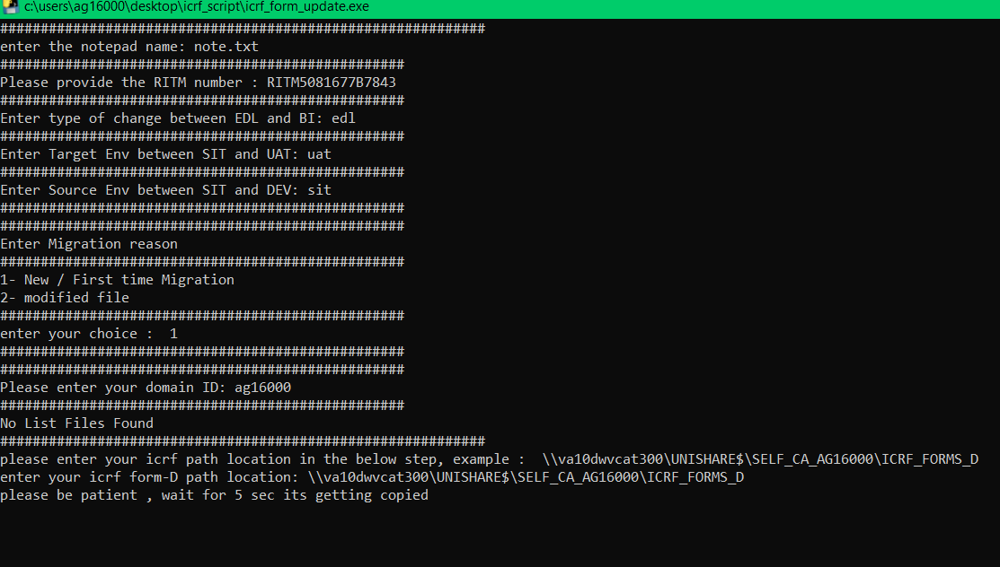 c:\users\ag16000\desktop\icrf_script\icrf_form_update.exe
############################################################
enter the notepad name: note.txt
##################################################
Please provide the RITM number : RITM5081677B7843
##################################################
Enter type of change between EDL and BI: edl
##################################################
Enter Target Env between SIT and UAT: uat
##################################################
Enter Source Env between SIT and DEV: sit
##################################################
##################################################
Enter Migration reason
##################################################
1- New / First time Migration
2- modified file
##################################################
enter your choice :  1
##################################################
##################################################
Please enter your domain ID: ag16000
##################################################
No List Files Found
############################################################
please enter your icrf path location in the below step, example :  \\va10dwvcat300\UNISHARE$\SELF_CA_AG16000\ICRF_FORMS_D
enter your icrf form-D path location: \\va10dwvcat300\UNISHARE$\SELF_CA_AG16000\ICRF_FORMS_D
please be patient , wait for 5 sec its getting copied